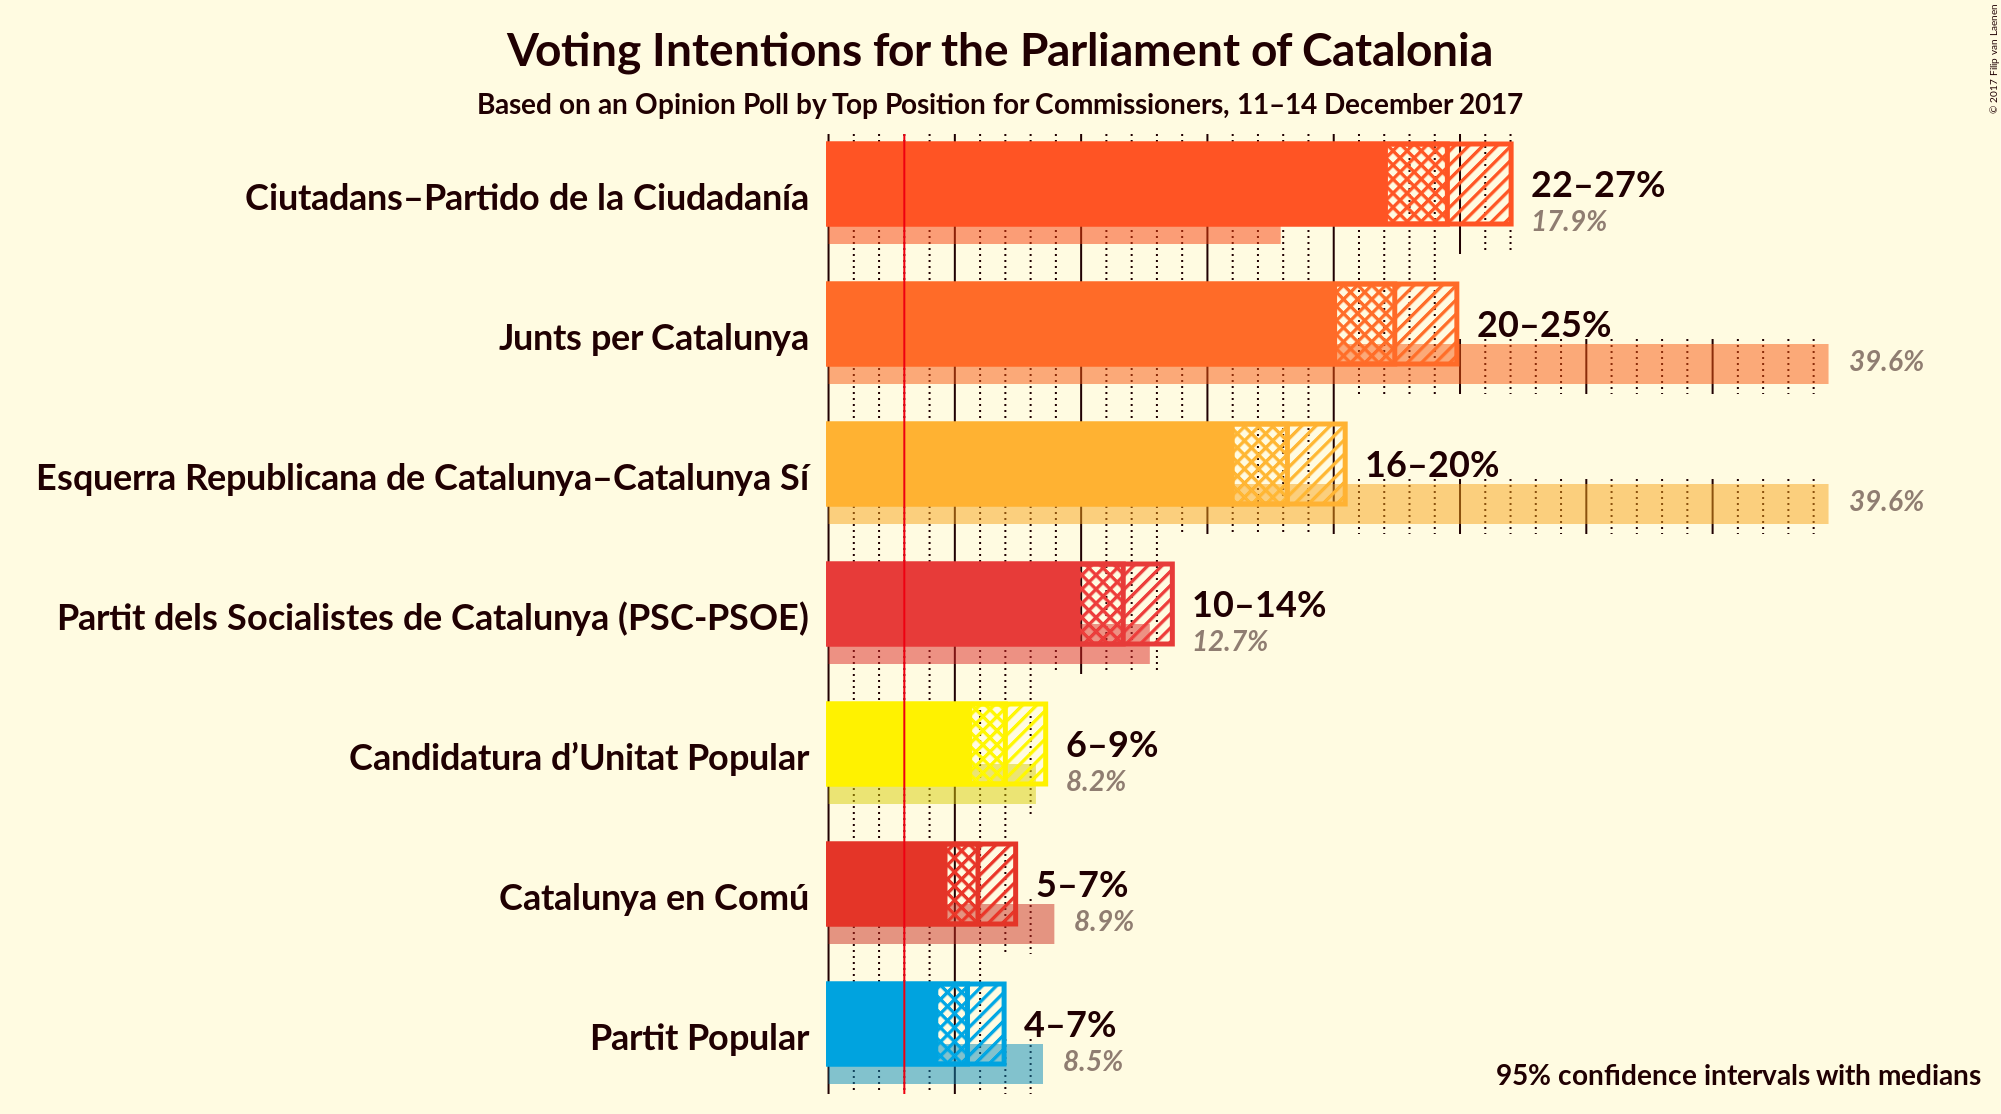 Voting Intentions for the Parliament of Catalonia
Based on an Opinion Poll by Top Position for Commissioners, 11–14 December 2017
© 2017 Filip van Laenen
Ciutadans–Partido de la Ciudadanía
22–27%
17.9%
Junts per Catalunya
20–25%
39.6%
Esquerra Republicana de Catalunya–Catalunya Sí
16–20%
39.6%
Partit dels Socialistes de Catalunya (PSC-PSOE)
10–14%
12.7%
Candidatura d’Unitat Popular
6–9%
8.2%
Catalunya en Comú
5–7%
8.9%
Partit Popular
4–7%
8.5%
95% confidence intervals with medians